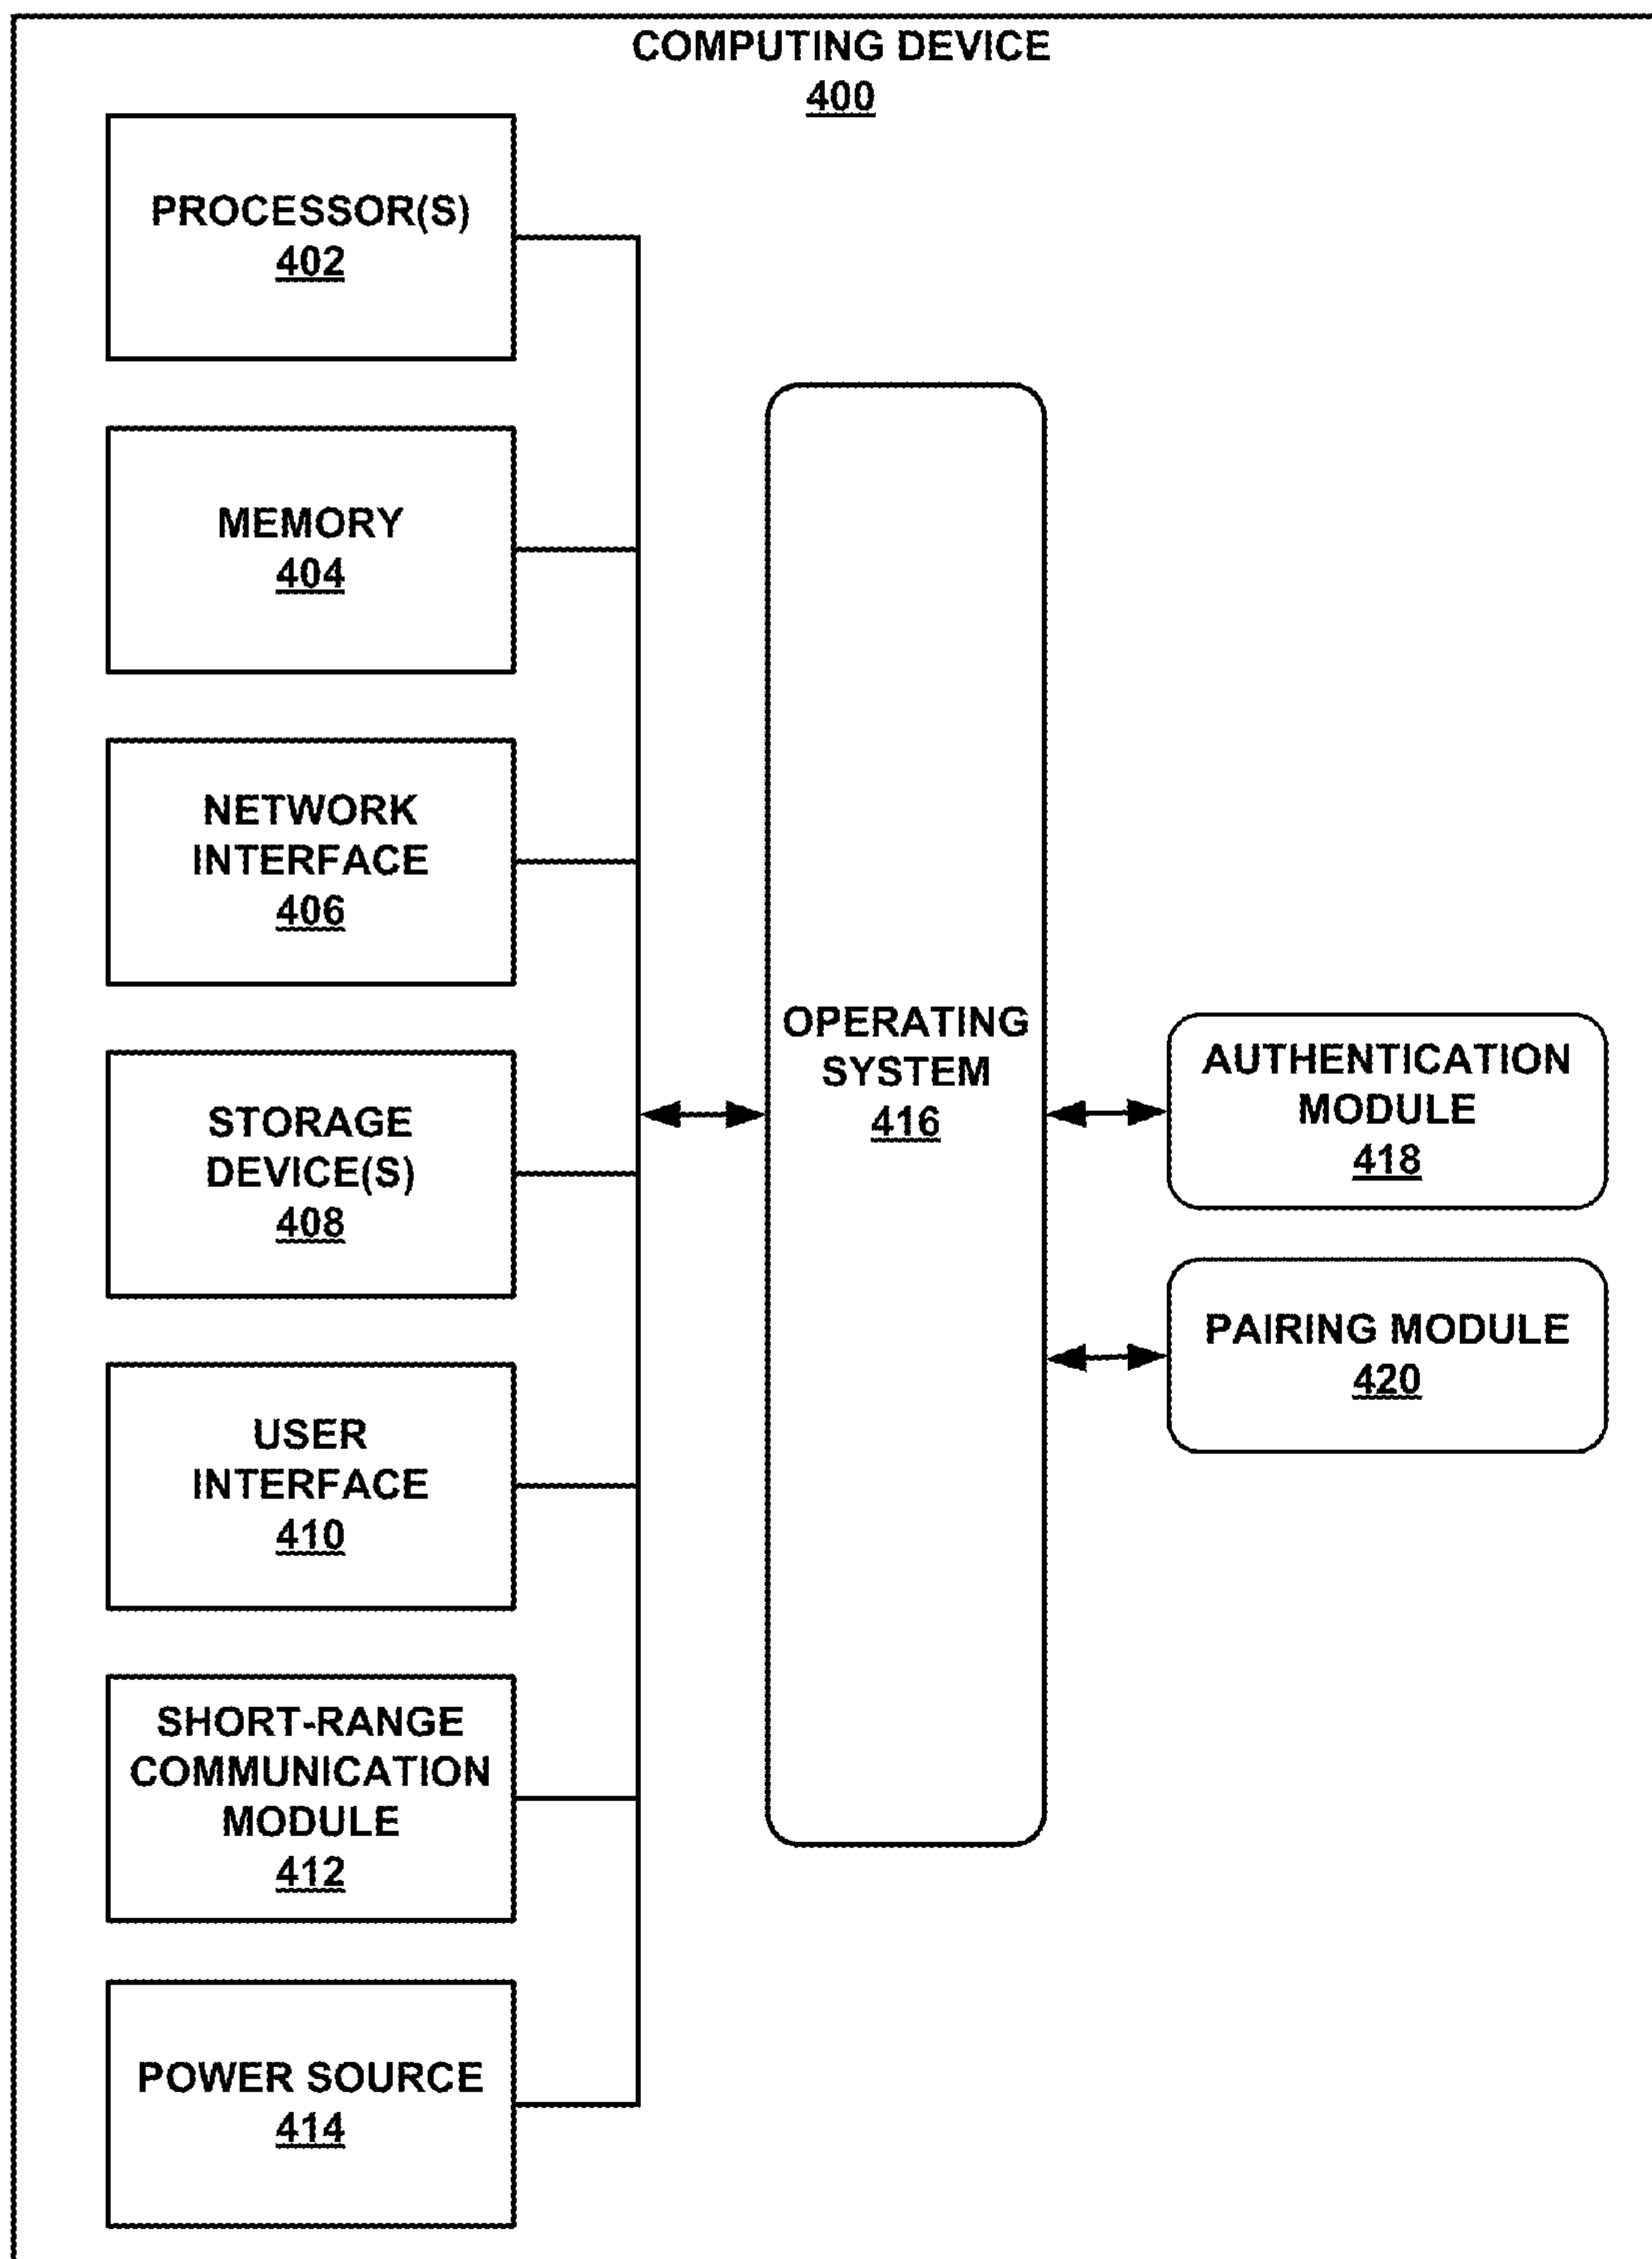 COMPUTING DEVICE
400
PROCESSOR(S)
402
MEMORY
404
NETWORK
INTERFACE
406
STORAGE
DEVICE(S)
408
USER
INTERFACE
410
SHORT-RANGE
COMMUNICATION
MODULE
412
POWER SOURCE
414
OPERATING
SYSTEM
416
AUTHENTICATION
MODULE
418
PAIRING MODULE
420